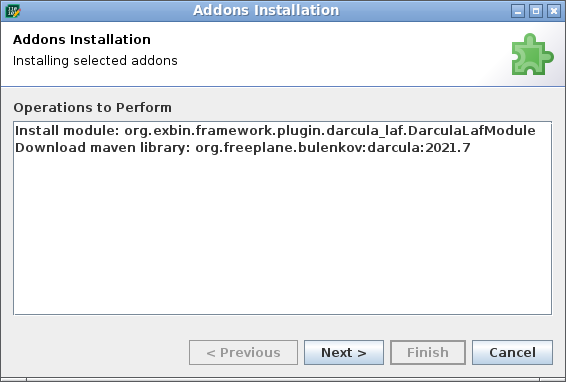 Addons Installation
Addons Installation
Installing selected addons
Operations to Perform
Install module: org.exbin.framework.plugin.darcula_laf.DarculaLafModule
Download maven library: org.freeplane.bulenkov:darcula:2021.7
< Previous
Next >
Finish
Cancel